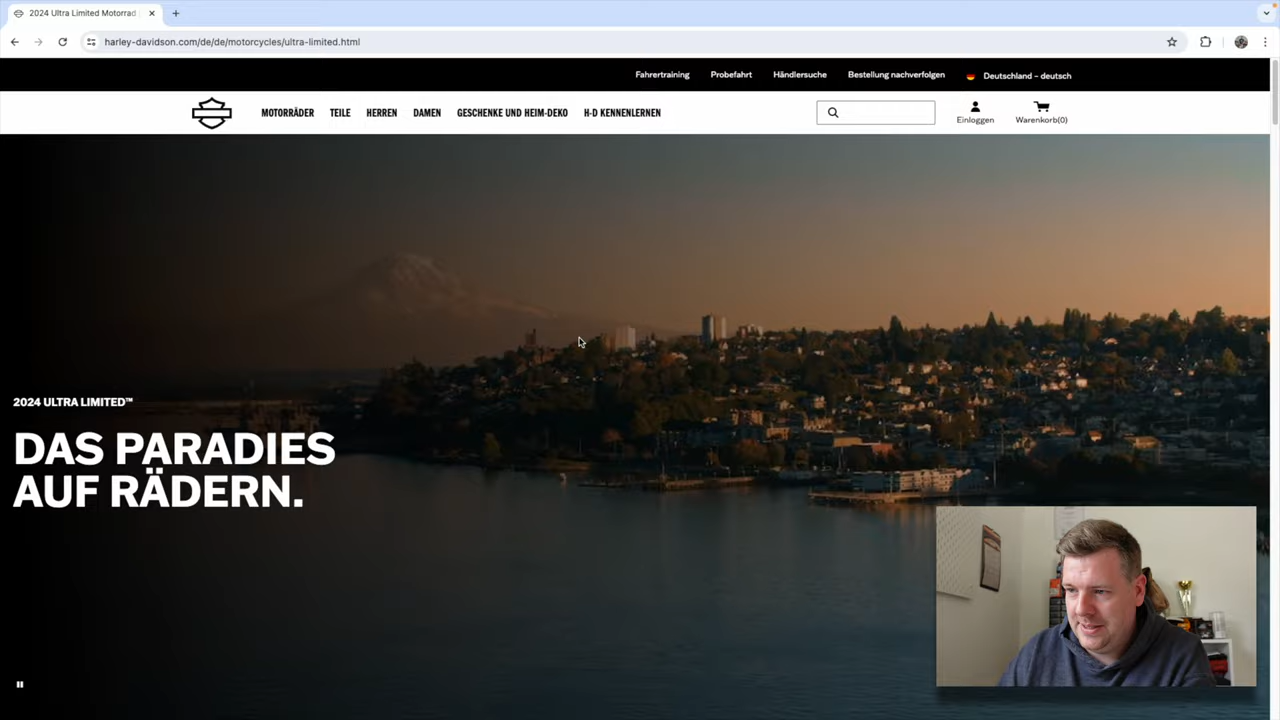 2024 Ultra Limited Motorrad
harley-davidson.com/de/de/motorcycles/ultra-limited.html
Fahrertraining Probefahrt Händlersuche Bestellung nachverfolgen Deutschland – deutsch
MOTORRÄDER TEILE HERREN DAMEN GESCHENKE UND HEIM-DEKO H-D KENNENLERNEN
Einloggen Warenkorb(0)
2024 ULTRA LIMITED™
DAS PARADIES
AUF RÄDERN.